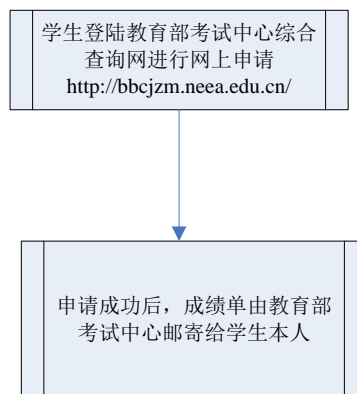 学生登陆教育部考试中心综合
查询网进行网上申请
http://bbcjzm.neea.edu.cn/
申请成功后，成绩单由教育部
考试中心邮寄给学生本人